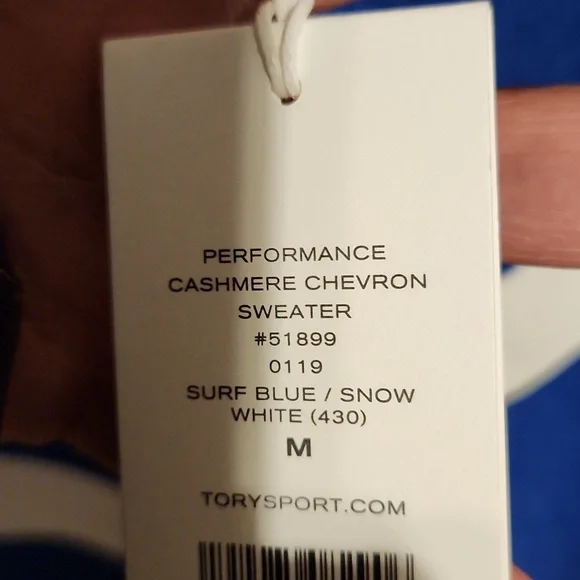 PERFORMANCE
CASHMERE CHEVRON
SWEATER
#51899
0119
SURF BLUE / SNOW
WHITE (430)
M
TORYSPORT.COM